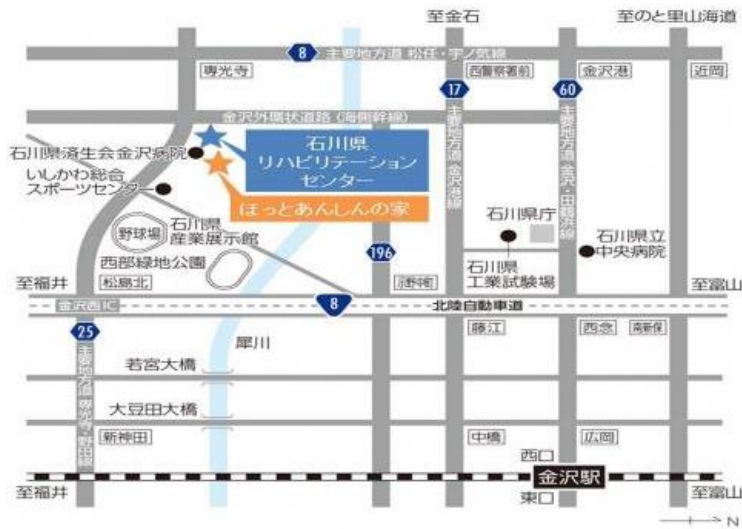 至金石
至のと里山海道
8
主要地方道 松任・宇ノ気線
専光寺
西警察署前
金沢港
近岡
17
60
金沢外環状道路 (海側幹線)
石川県済生会金沢病院
いしかわ総合
スポーツセンター
石川県
リハビリテーション
センター
ほっとあんしんの家
主要地方道 金沢港線
主要地方道 金沢・田鶴浜線
野球場
石川県
産業展示館
西部緑地公園
石川県庁
石川県
工業試験場
石川県立
中央病院
196
至福井
松島北
示野中町
至富山
金沢西IC
8
北陸自動車道
25
藤江
西念
南新保
犀川
若宮大橋
主要地方道 専光寺・野田線
大豆田大橋
新神田
中橋
広岡
西口
金沢駅
東口
至福井
至富山
N